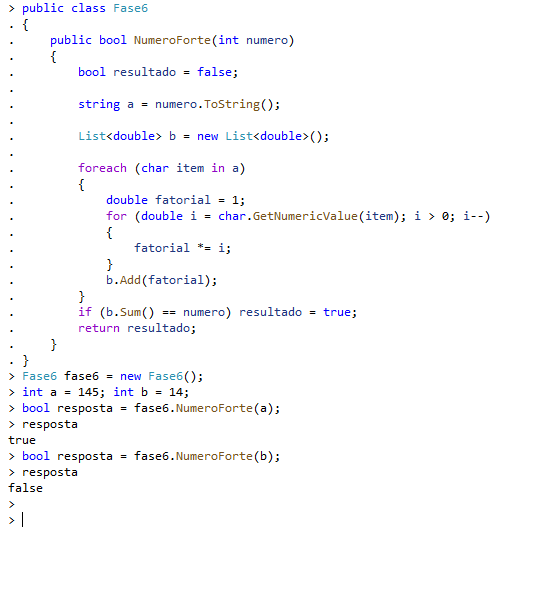 > public class Fase6
. {
.     public bool NumeroForte(int numero)
.     {
.         bool resultado = false;
.
.         string a = numero.ToString();
.
.         List<double> b = new List<double>();
.
.         foreach (char item in a)
.         {
.             double fatorial = 1;
.             for (double i = char.GetNumericValue(item); i > 0; i--)
.             {
.                 fatorial *= i;
.             }
.             b.Add(fatorial);
.         }
.         if (b.Sum() == numero) resultado = true;
.         return resultado;
.     }
. }
> Fase6 fase6 = new Fase6();
> int a = 145; int b = 14;
> bool resposta = fase6.NumeroForte(a);
> resposta
true
> bool resposta = fase6.NumeroForte(b);
> resposta
false
>
>